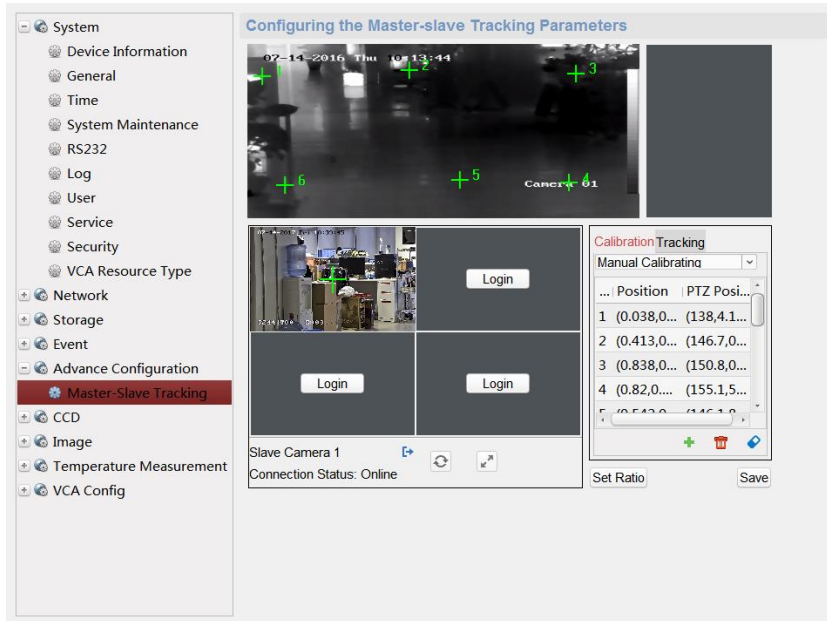 System
Device Information
General
Time
System Maintenance
RS232
Log
User
Service
Security
VCA Resource Type
Network
Storage
Event
Advance Configuration
Master-Slave Tracking
CCD
Image
Temperature Measurement
VCA Config
Configuring the Master-slave Tracking Parameters
07-14-2016 Thu 10:13:44
1
2
3
6
5
4
Camera 01
Login
Login
Login
Slave Camera 1
Connection Status: Online
Calibration Tracking
Manual Calibrating
... Position PTZ Posi...
1 (0.038,0... (138,4.1...
2 (0.413,0... (146.7,0...
3 (0.838,0... (150.8,0...
4 (0.82,0.... (155.1,5...
Set Ratio
Save